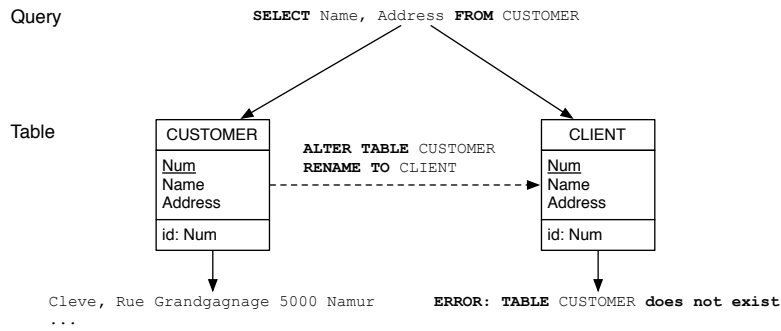 Query
SELECT Name, Address FROM CUSTOMER
Table
CUSTOMER
Num
Name
Address
id: Num
ALTER TABLE CUSTOMER
RENAME TO CLIENT
CLIENT
Num
Name
Address
id: Num
Cleve, Rue Grandgagnage 5000 Namur
...
ERROR: TABLE CUSTOMER does not exist